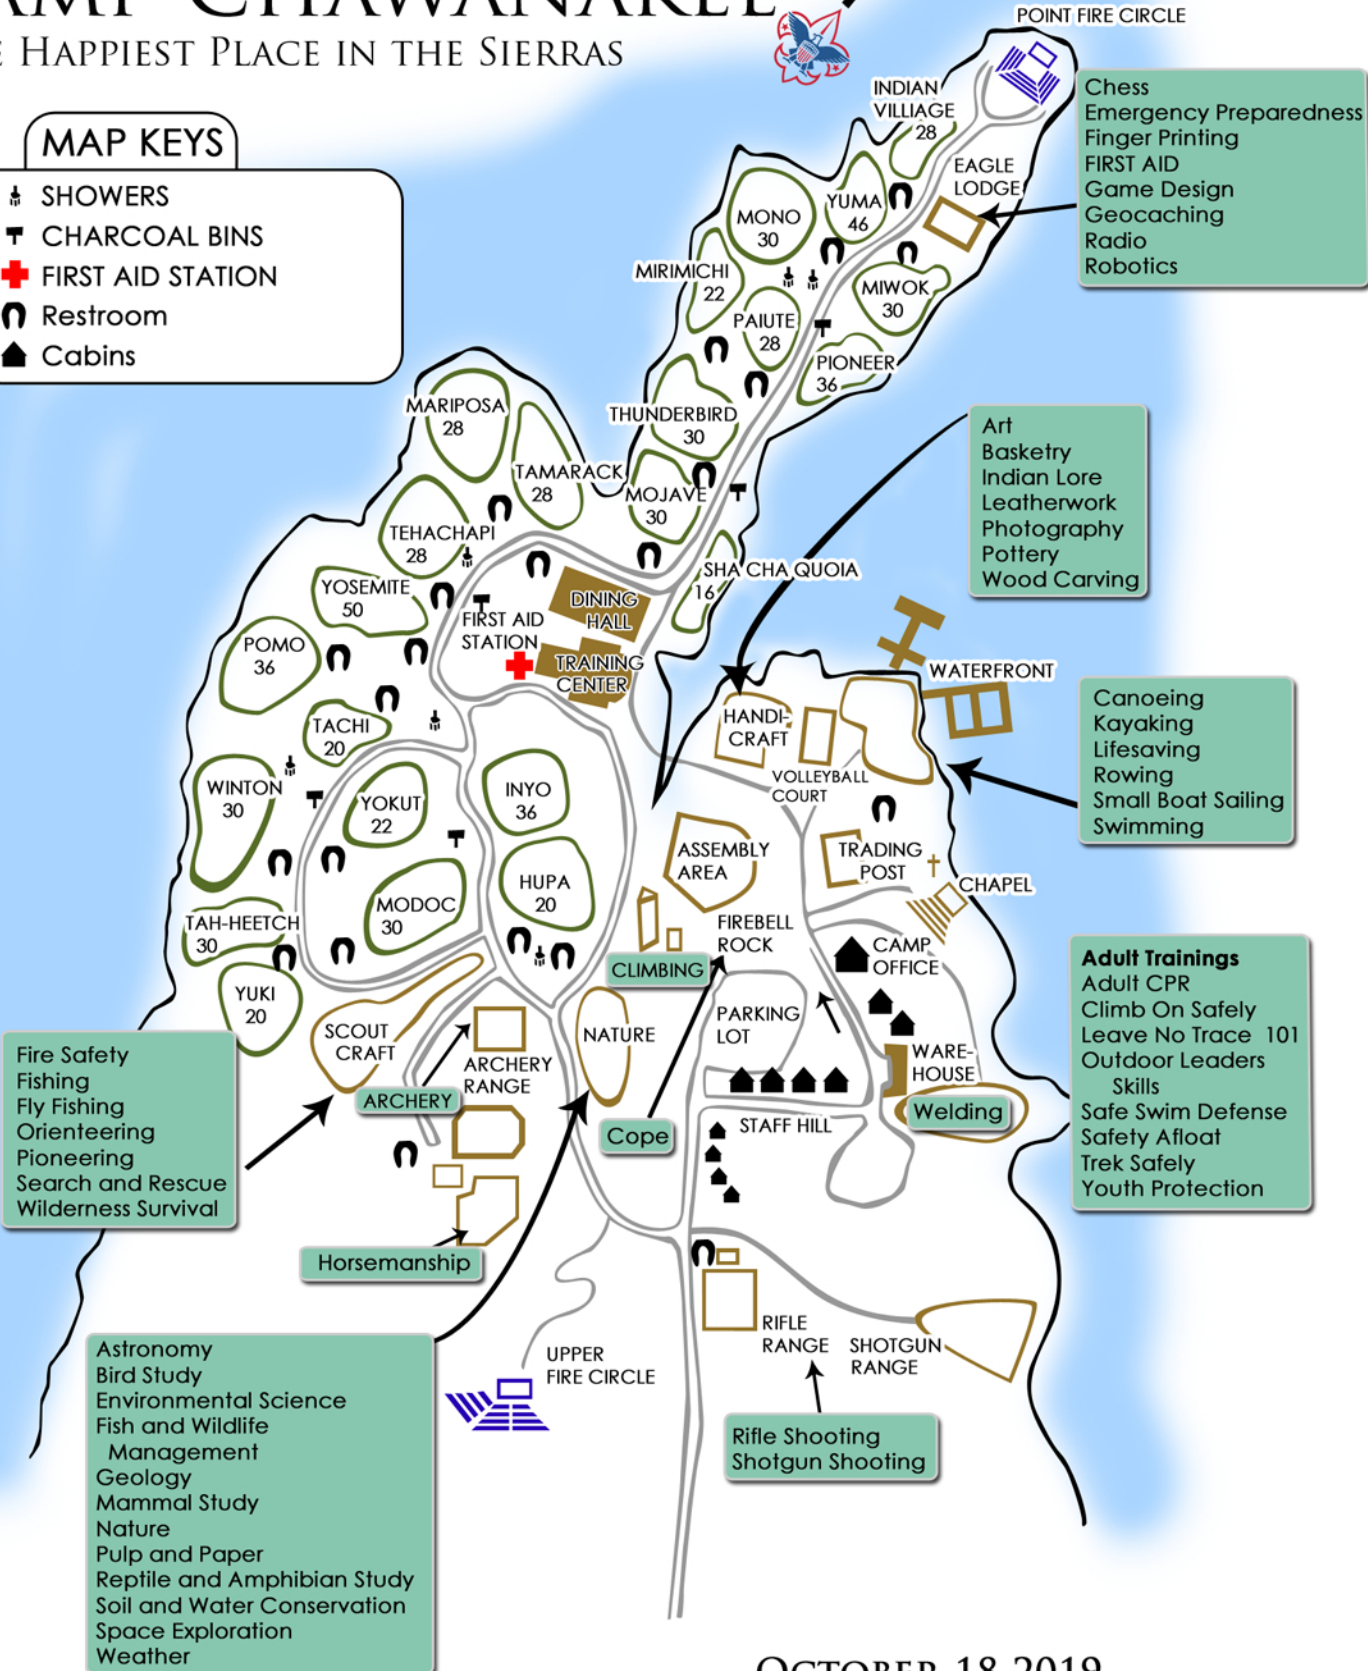 THE HAPPIEST PLACE IN THE SIERRAS
MAP KEYS
SHOWERS
CHARCOAL BINS
FIRST AID STATION
Restroom
Cabins
POINT FIRE CIRCLE
INDIAN
VILLIAGE
28
EAGLE
LODGE
Chess
Emergency Preparedness
Finger Printing
FIRST AID
Game Design
Geocaching
Radio
Robotics
MONO
30
YUMA
46
MIRIMICHI
22
MIWOK
30
PAIUTE
28
PIONEER
36
THUNDERBIRD
30
MARIPOSA
28
TAMARACK
28
MOJAVE
30
TEHACHAPI
28
SHA CHA QUOIA
16
YOSEMITE
50
Art
Basketry
Indian Lore
Leatherwork
Photography
Pottery
Wood Carving
DINING
HALL
FIRST AID
STATION
TRAINING
CENTER
POMO
36
TACHI
20
WATERFRONT
HANDI-
CRAFT
VOLLEYBALL
COURT
Canoeing
Kayaking
Lifesaving
Rowing
Small Boat Sailing
Swimming
WINTON
30
YOKUT
22
INYO
36
ASSEMBLY
AREA
TRADING
POST
CHAPEL
HUPA
20
MODOC
30
TAH-HEETCH
30
FIREBELL
ROCK
CAMP
OFFICE
CLIMBING
YUKI
20
SCOUT
CRAFT
ARCHERY
RANGE
NATURE
PARKING
LOT
WARE-
HOUSE
Adult Trainings
Adult CPR
Climb On Safely
Leave No Trace 101
Outdoor Leaders
Skills
Safe Swim Defense
Safety Afloat
Trek Safely
Youth Protection
Fire Safety
Fishing
Fly Fishing
Orienteering
Pioneering
Search and Rescue
Wilderness Survival
ARCHERY
Cope
STAFF HILL
Welding
Horsemanship
RIFLE
RANGE
SHOTGUN
RANGE
UPPER
FIRE CIRCLE
Rifle Shooting
Shotgun Shooting
Astronomy
Bird Study
Environmental Science
Fish and Wildlife
Management
Geology
Mammal Study
Nature
Pulp and Paper
Reptile and Amphibian Study
Soil and Water Conservation
Space Exploration
Weather
OCTOBER 18 2019